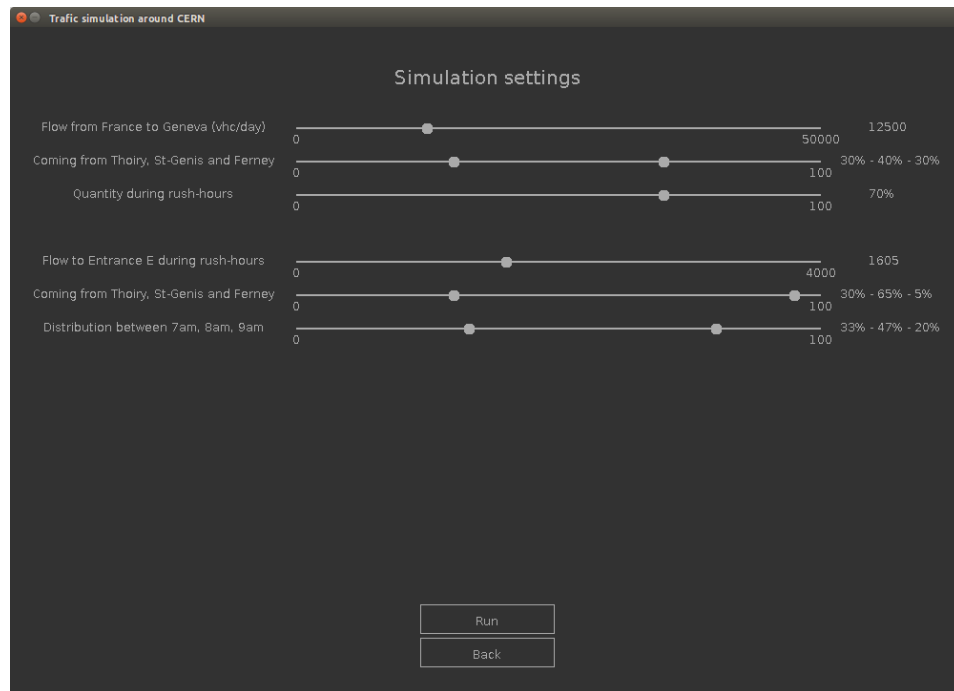 Trafic simulation around CERN
Simulation settings
Flow from France to Geneva (vhc/day)
0
50000
12500
Coming from Thoiry, St-Genis and Ferney
0
100
30% - 40% - 30%
Quantity during rush-hours
0
100
70%
Flow to Entrance E during rush-hours
0
4000
1605
Coming from Thoiry, St-Genis and Ferney
0
100
30% - 65% - 5%
Distribution between 7am, 8am, 9am
0
100
33% - 47% - 20%
Run
Back